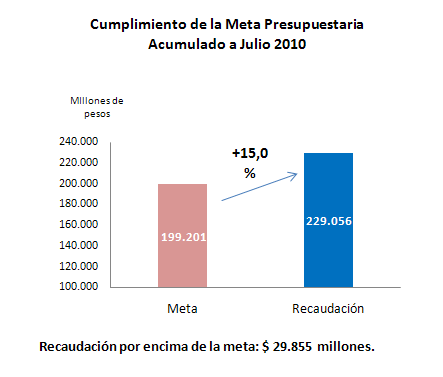 Cumplimiento de la Meta Presupuestaria
Acumulado a Julio 2010
MIllones de
pesos
240.000
220.000
200.000
180.000
160.000
140.000
120.000
100.000
+15,0
%
199.201
229.056
Meta
Recaudación
Recaudación por encima de la meta: $ 29.855 millones.